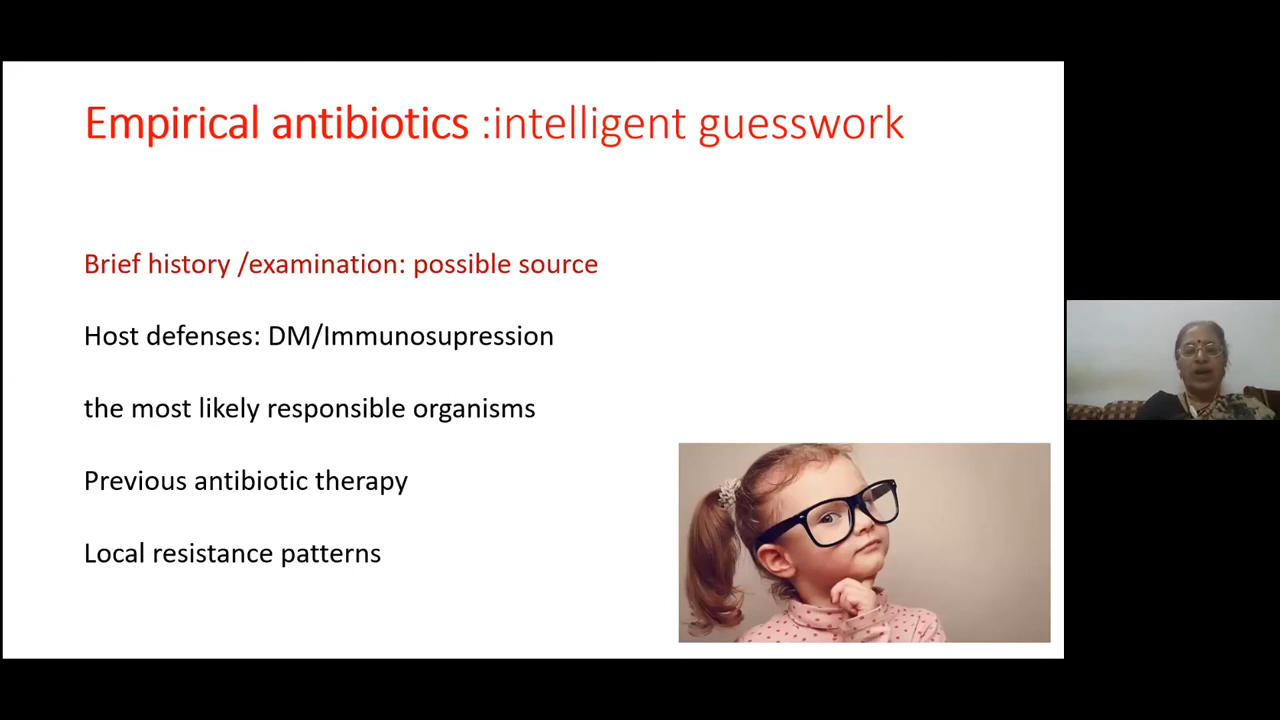 Empirical antibiotics :intelligent guesswork
Brief history /examination: possible source
Host defenses: DM/Immunosupression
the most likely responsible organisms
Previous antibiotic therapy
Local resistance patterns